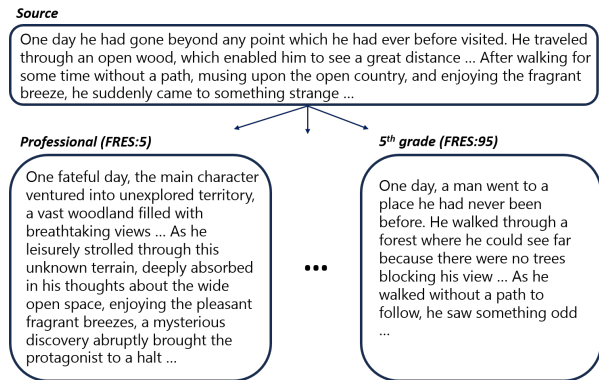 Source
One day he had gone beyond any point which he had ever before visited. He traveled
through an open wood, which enabled him to see a great distance ... After walking for
some time without a path, musing upon the open country, and enjoying the fragrant
breeze, he suddenly came to something strange ...
Professional (FRES:5)
One fateful day, the main character
ventured into unexplored territory,
a vast woodland filled with
breathtaking views ... As he
leisurely strolled through this
unknown terrain, deeply absorbed
in his thoughts about the wide
open space, enjoying the pleasant
fragrant breezes, a mysterious
discovery abruptly brought the
protagonist to a halt ...
...
5th grade (FRES:95)
One day, a man went to a
place he had never been
before. He walked through a
forest where he could see far
because there were no trees
blocking his view ... As he
walked without a path to
follow, he saw something odd
...